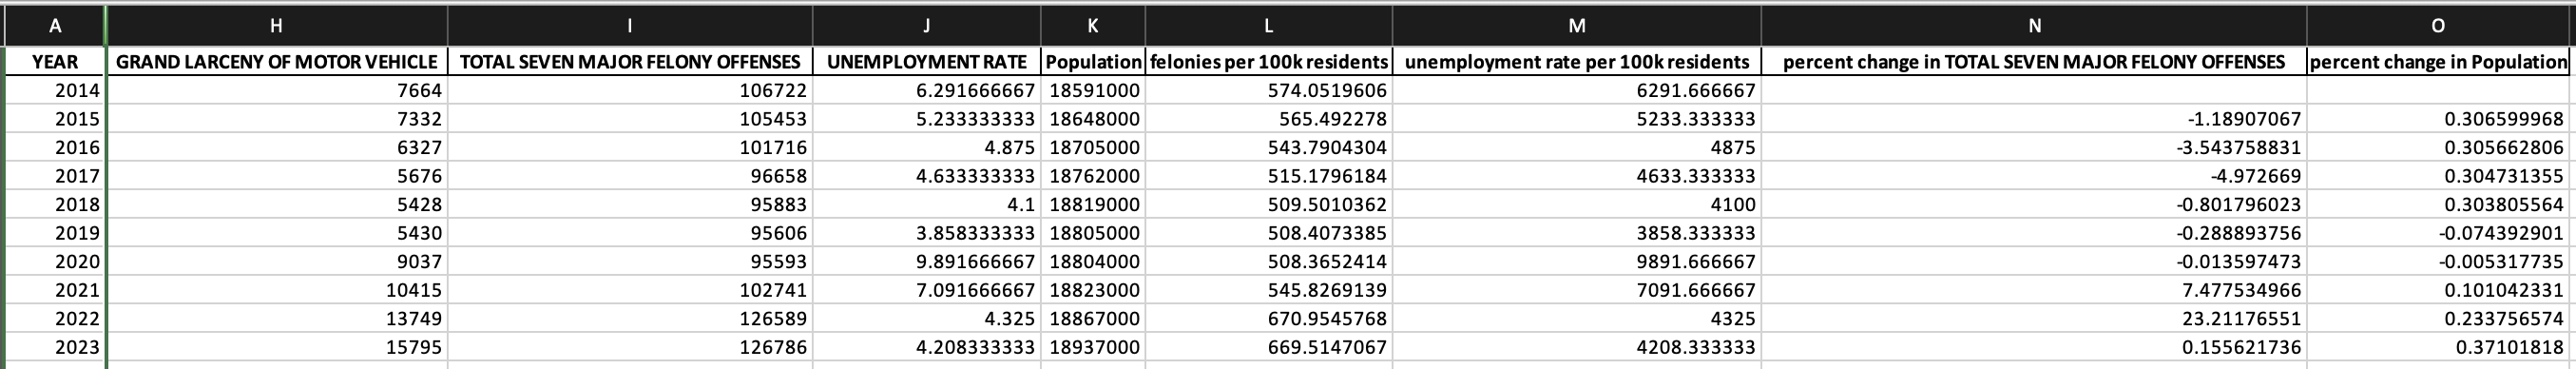 A H I J K L M N O
YEAR GRAND LARCENY OF MOTOR VEHICLE TOTAL SEVEN MAJOR FELONY OFFENSES UNEMPLOYMENT RATE Population felonies per 100k residents unemployment rate per 100k residents percent change in TOTAL SEVEN MAJOR FELONY OFFENSES percent change in Population
2014 7664 106722 6.291666667 18591000 574.0519606 6291.666667
2015 7332 105453 5.233333333 18648000 565.492278 5233.333333 -1.18907067 0.306599968
2016 6327 101716 4.875 18705000 543.7904304 4875 -3.543758831 0.305662806
2017 5676 96658 4.633333333 18762000 515.1796184 4633.333333 -4.972669 0.304731355
2018 5428 95883 4.1 18819000 509.5010362 4100 -0.801796023 0.303805564
2019 5430 95606 3.858333333 18805000 508.4073385 3858.333333 -0.288893756 -0.074392901
2020 9037 95593 9.891666667 18804000 508.3652414 9891.666667 -0.013597473 -0.005317735
2021 10415 102741 7.091666667 18823000 545.8269139 7091.666667 7.477534966 0.101042331
2022 13749 126589 4.325 18867000 670.9545768 4325 23.21176551 0.233756574
2023 15795 126786 4.208333333 18937000 669.5147067 4208.333333 0.155621736 0.37101818